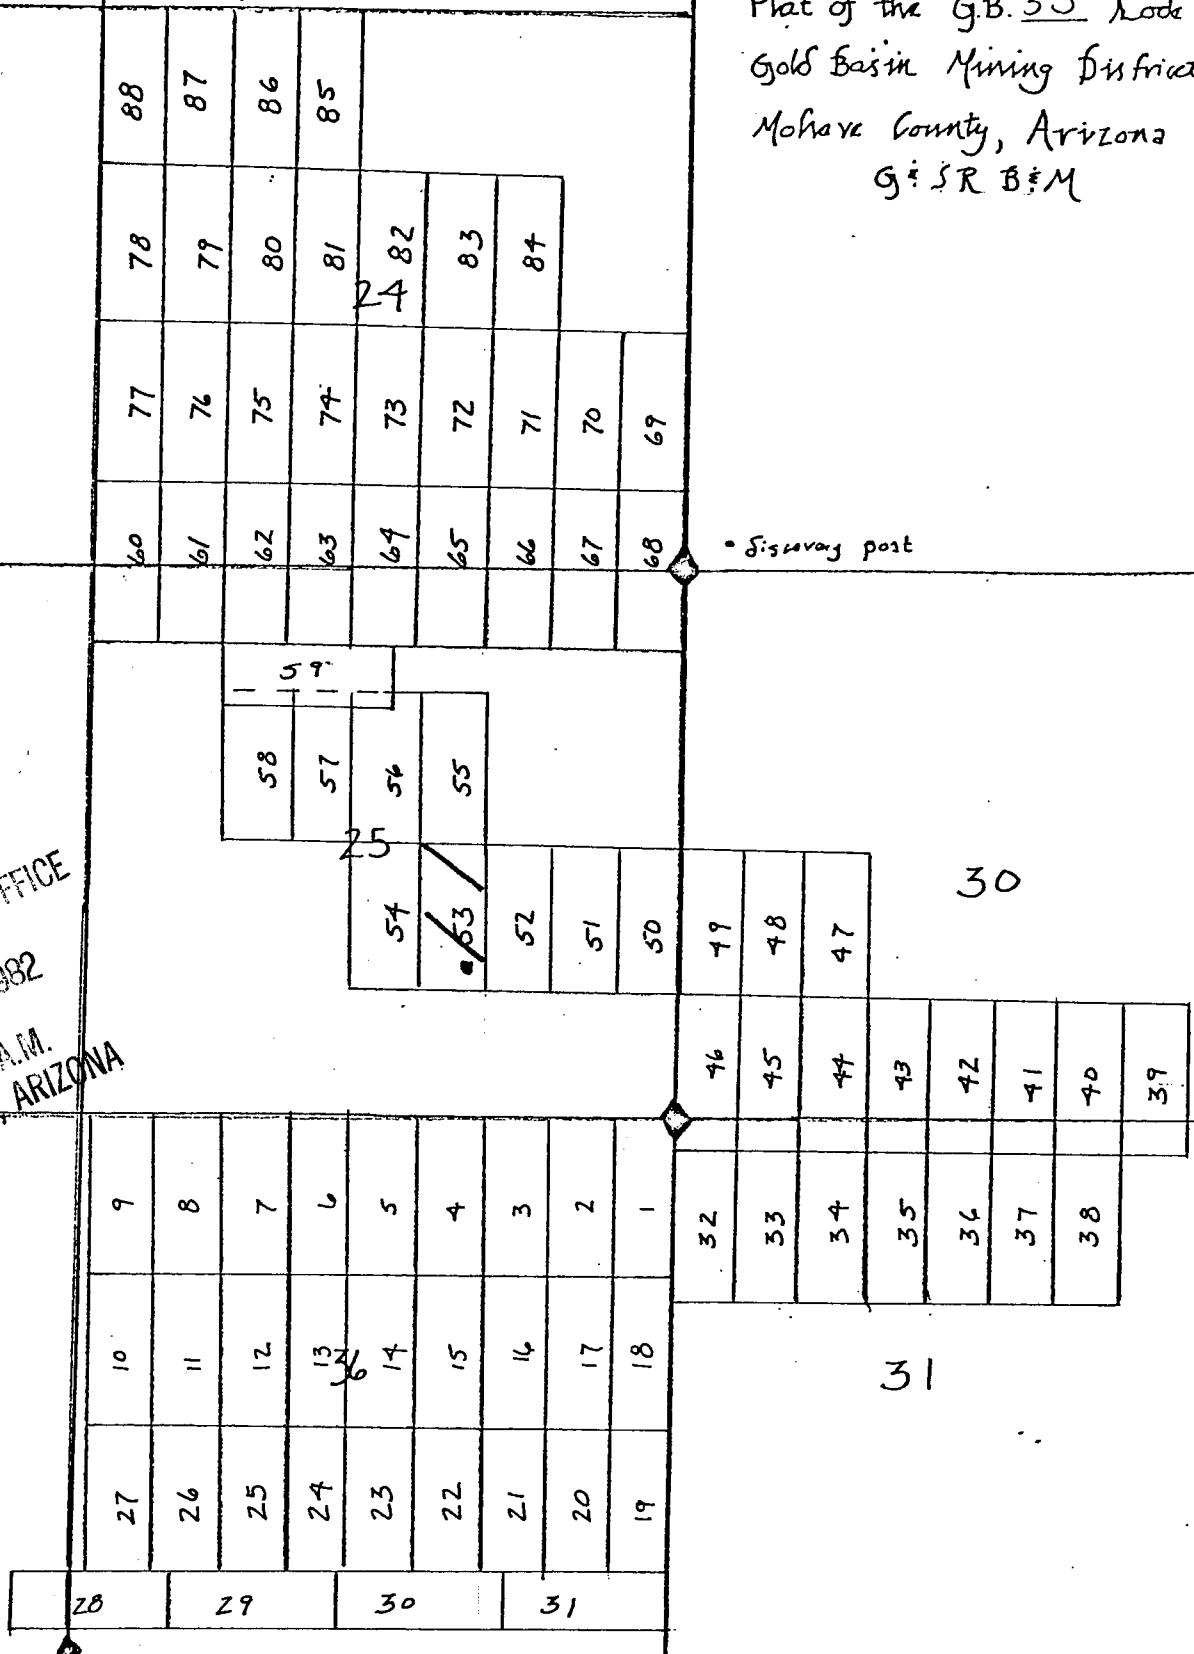 Plat of the G.B. 53 Lode
Gold Basin Mining District
Mohave County, Arizona
G & S R B & M
88 87 86 85
78 79 80 81 82 83 84
24
77 76 75 74 73 72 71 70 69
60 61 62 63 64 65 66 67 68
• discovery post
59
58 57 56 55
25
54 53 52 51 50 49 48 47
30
FFICE
982
A.M.
ARIZONA
46 45 44 43 42 41 40 39
9 8 7 6 5 4 3 2 1
32 33 34 35 36 37 38
10 11 12 13 14 15 16 17 18
36
31
27 26 25 24 23 22 21 20 19
28 29 30 31